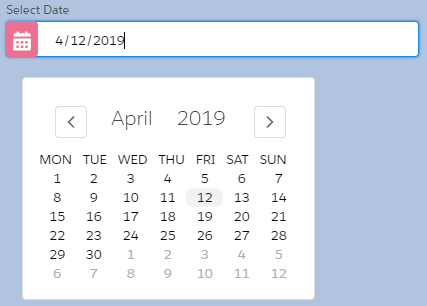 Select Date
4/12/2019
April 2019
MON TUE WED THU FRI SAT SUN
1 2 3 4 5 6 7
8 9 10 11 12 13 14
15 16 17 18 19 20 21
22 23 24 25 26 27 28
29 30 1 2 3 4 5
6 7 8 9 10 11 12